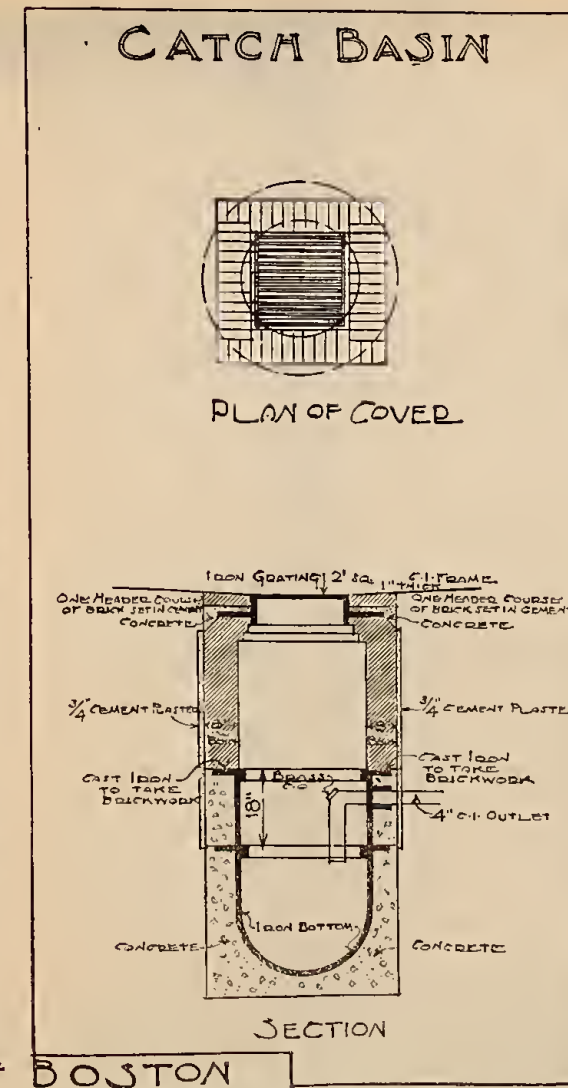 CATCH BASIN
PLAN OF COVER
IRON GRATING 2' SQ.
1" THICK
C.I. FRAME
ONE HEADER COURSE
OF BRICK SET IN CEMENT
CONCRETE
ONE HEADER COURSE
OF BRICK SET IN CEMENT
CONCRETE
3/4" CEMENT PLASTER
3/4" CEMENT PLASTE
CAST IRON
TO TAKE
BRICKWORK
BRASS
C.O.
18"
CAST IRON
TO TAKE
BRICKWORK
4" C.I. OUTLET
IRON BOTTOM
CONCRETE
CONCRETE
SECTION
BOSTON